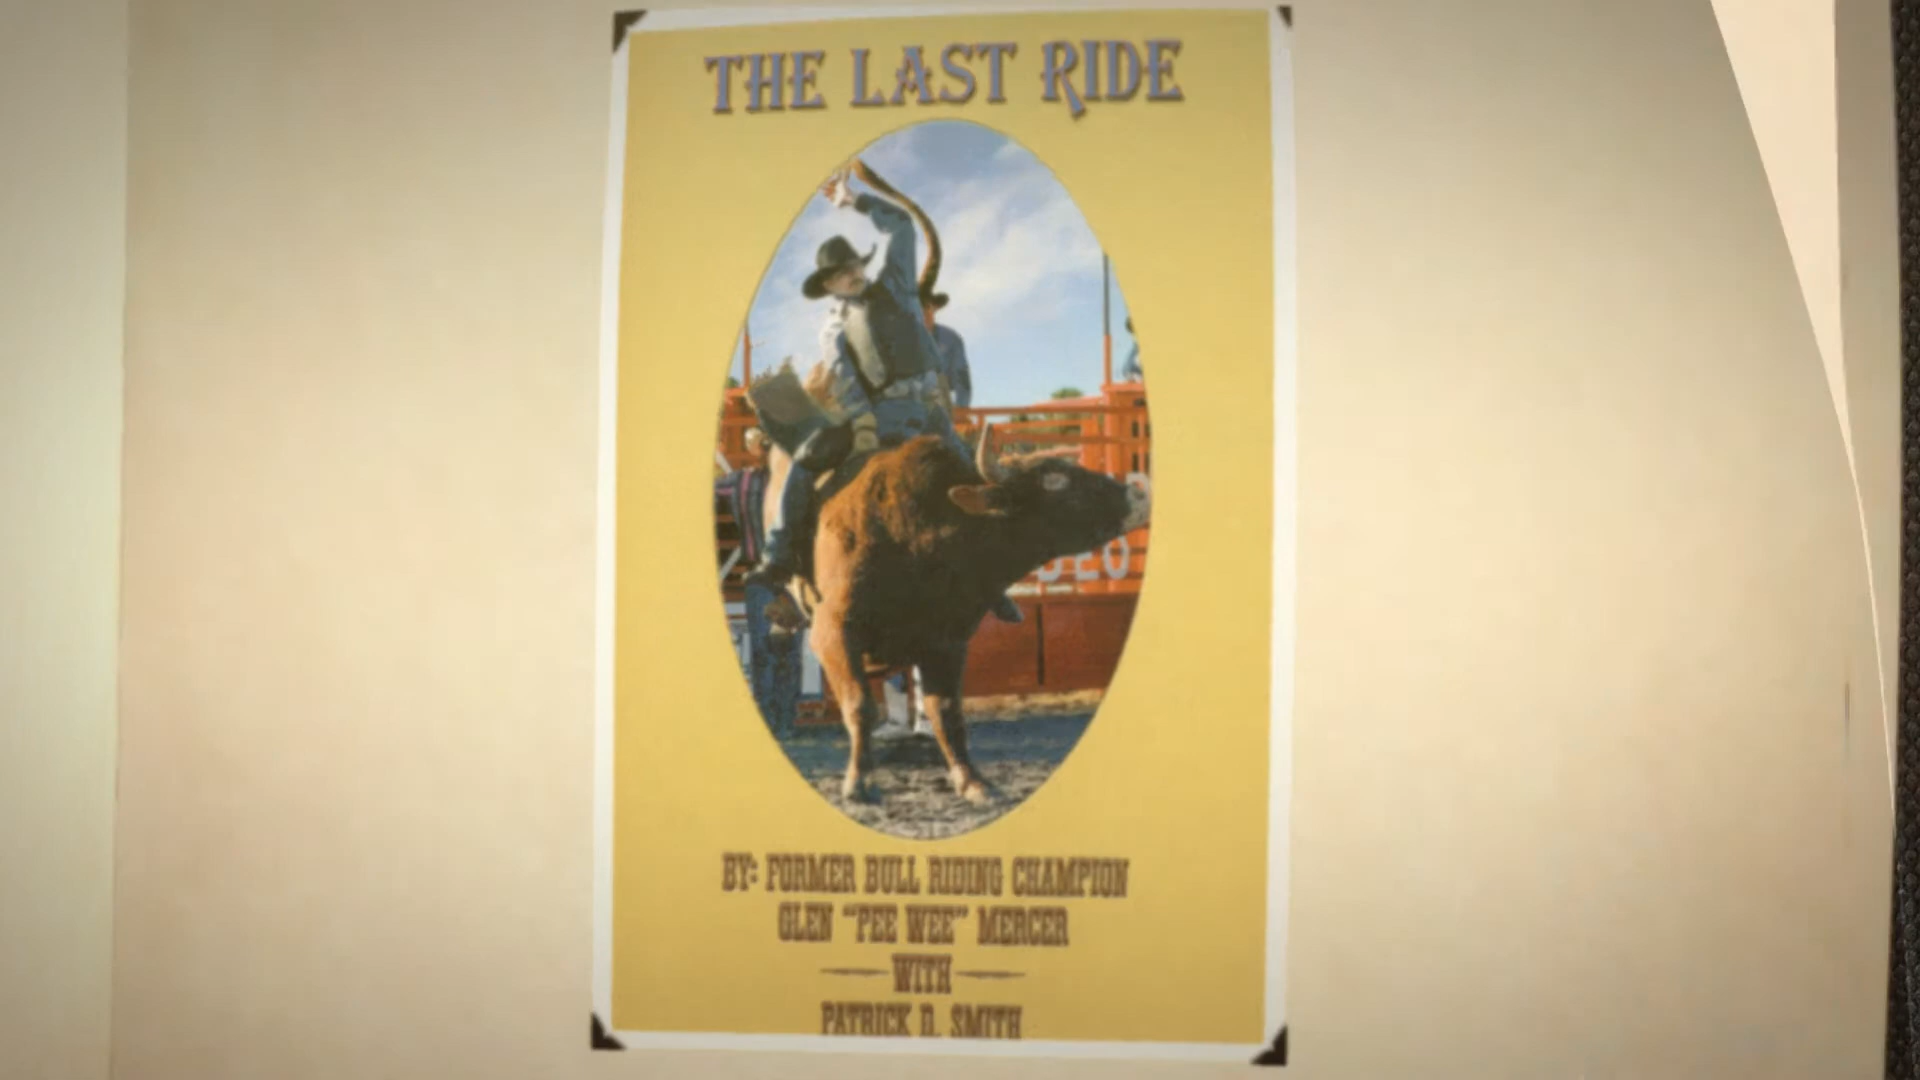 THE LAST RIDE
BY: FORMER BULL RIDING CHAMPION
GLEN “PEE WEE” MERCER
WITH
PATRICK D. SMITH